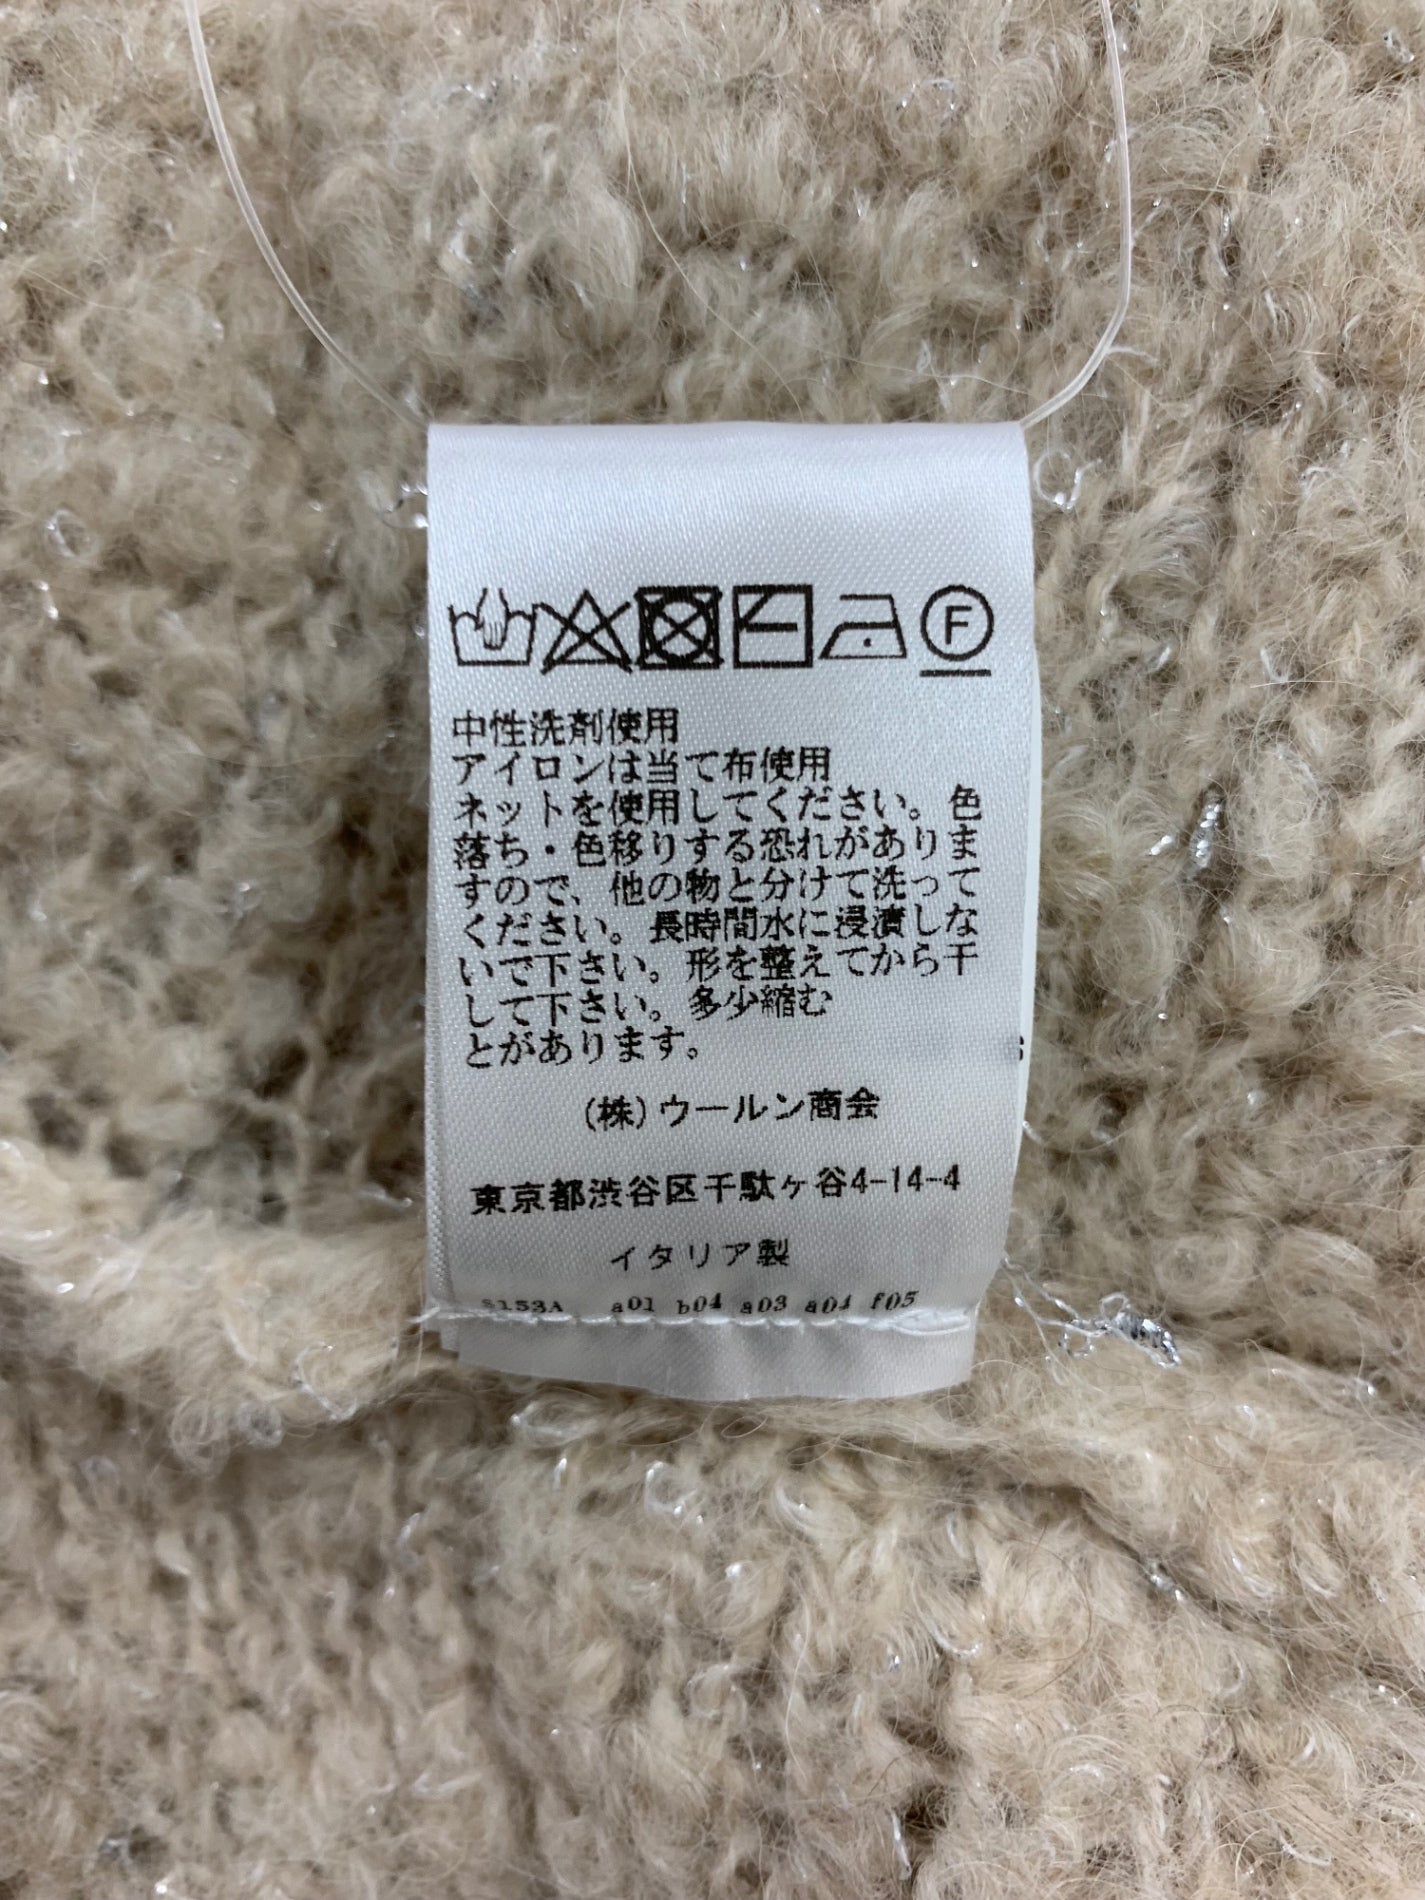 F
中性洗剤使用
アイロンは当て布使用
ネットを使用してください。色
落ち・色移りする恐れがありま
すので、他の物と分けて洗って
ください。長時間水に浸漬しな
いで下さい。形を整えてから干
して下さい。多少縮む
とがあります。
(株)ウールン商会
東京都渋谷区千駄ヶ谷4-14-4
イタリア製
s153A a01 b04 a03 a04 f05